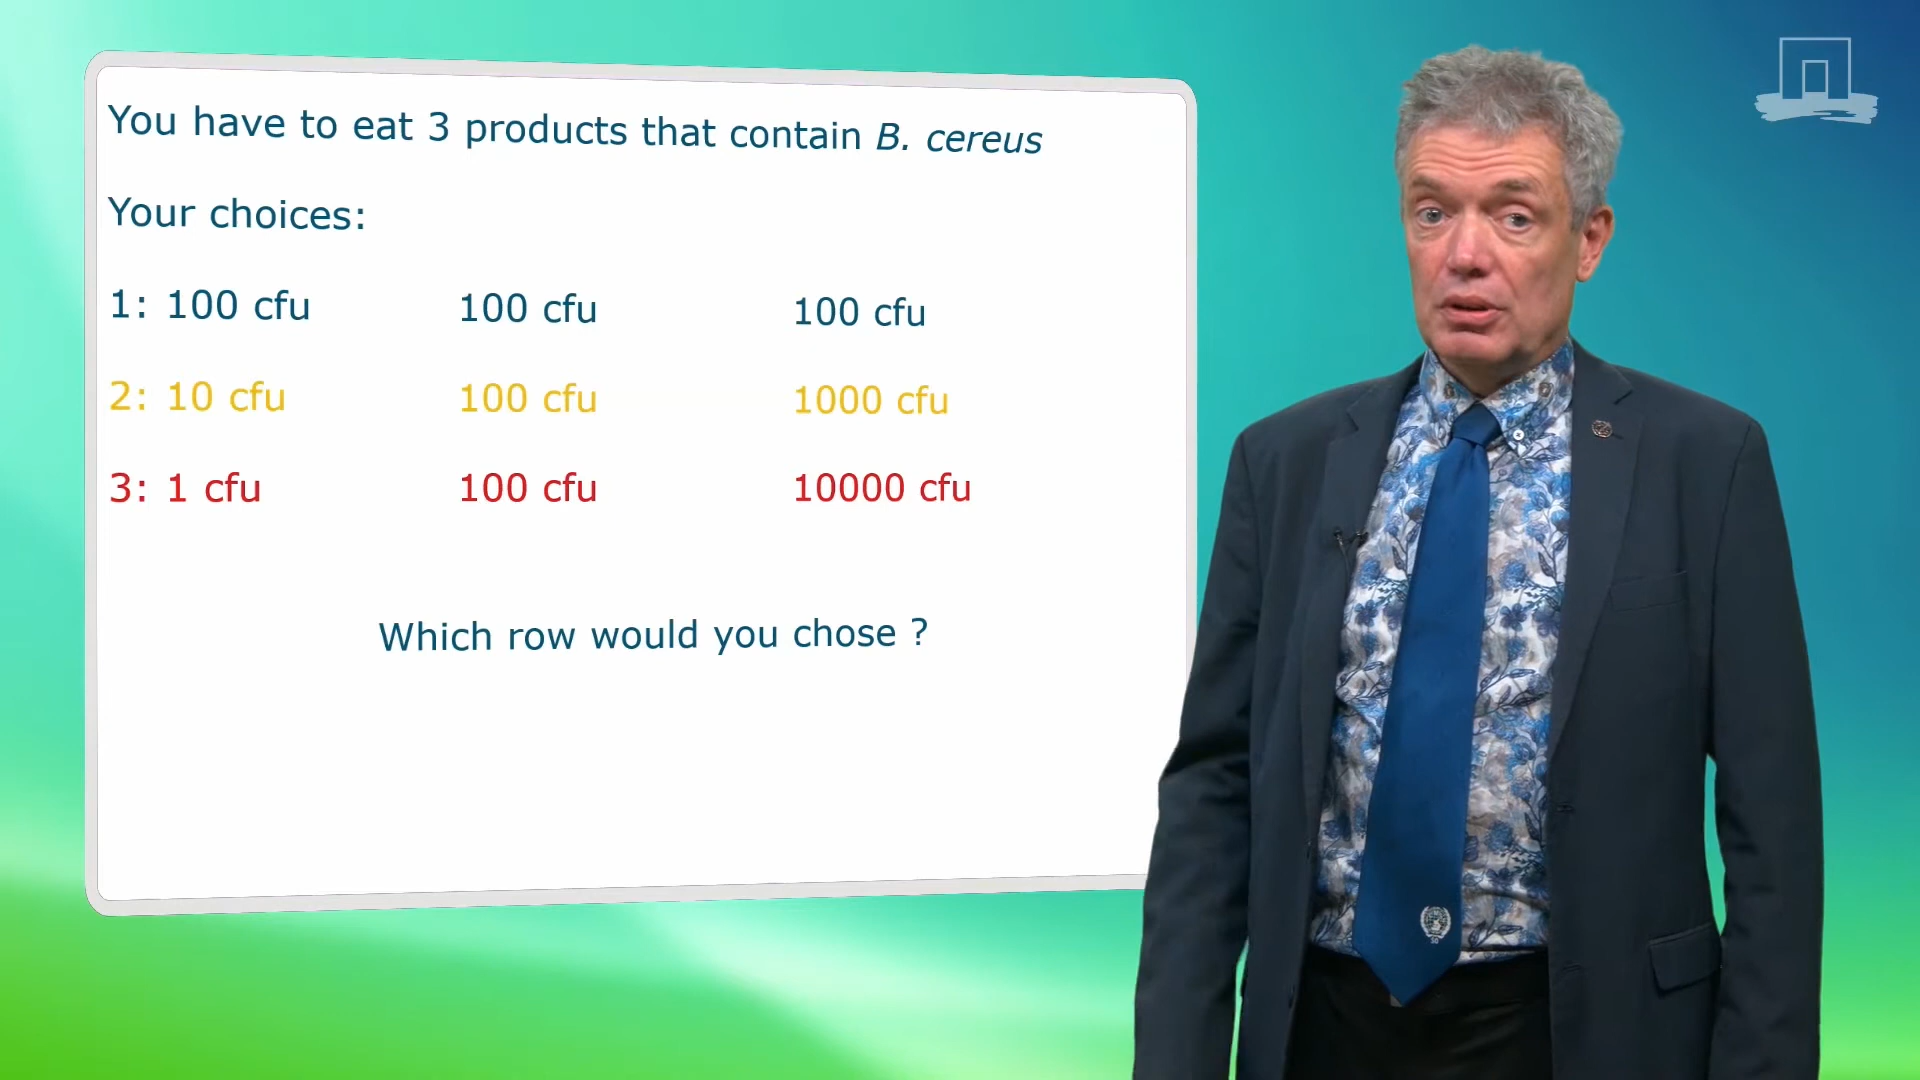 You have to eat 3 products that contain B. cereus
Your choices:
1: 100 cfu 100 cfu 100 cfu
2: 10 cfu 100 cfu 1000 cfu
3: 1 cfu 100 cfu 10000 cfu
Which row would you chose ?
50